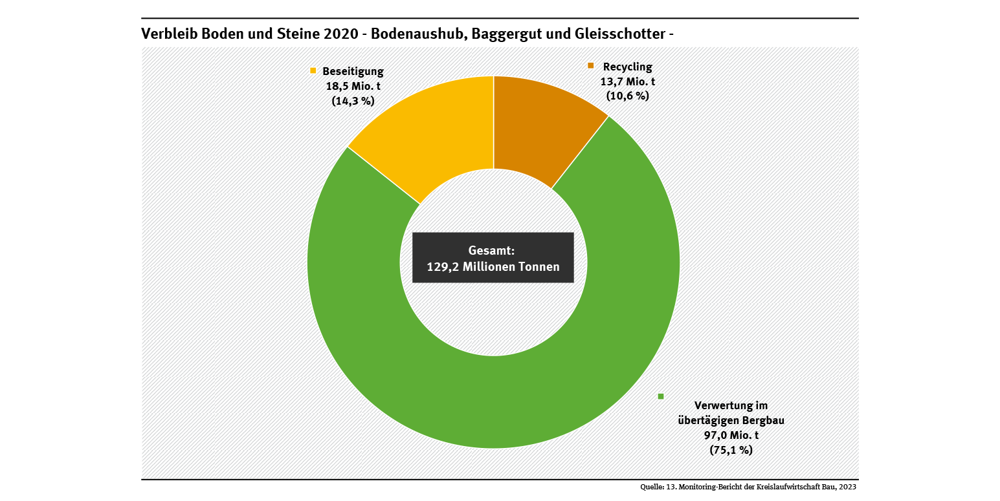 Verbleib Boden und Steine 2020 - Bodenaushub, Baggergut und Gleisschotter -
Beseitigung
18,5 Mio. t
(14,3 %)
Recycling
13,7 Mio. t
(10,6 %)
Gesamt:
129,2 Millionen Tonnen
Verwertung im
übertägigen Bergbau
97,0 Mio. t
(75,1 %)
Quelle: 13. Monitoring-Bericht der Kreislaufwirtschaft Bau, 2023